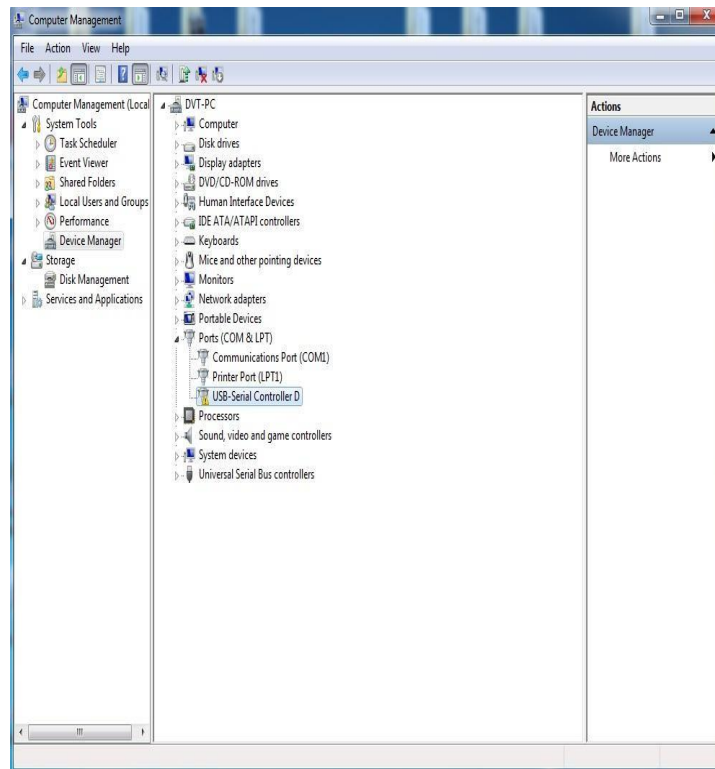 Computer Management
File Action View Help
Computer Management (Local
System Tools
Task Scheduler
Event Viewer
Shared Folders
Local Users and Groups
Performance
Device Manager
Storage
Disk Management
Services and Applications
DVT-PC
Computer
Disk drives
Display adapters
DVD/CD-ROM drives
Human Interface Devices
IDE ATA/ATAPI controllers
Keyboards
Mice and other pointing devices
Monitors
Network adapters
Portable Devices
Ports (COM & LPT)
Communications Port (COM1)
Printer Port (LPT1)
USB-Serial Controller D
Processors
Sound, video and game controllers
System devices
Universal Serial Bus controllers
Actions
Device Manager
More Actions